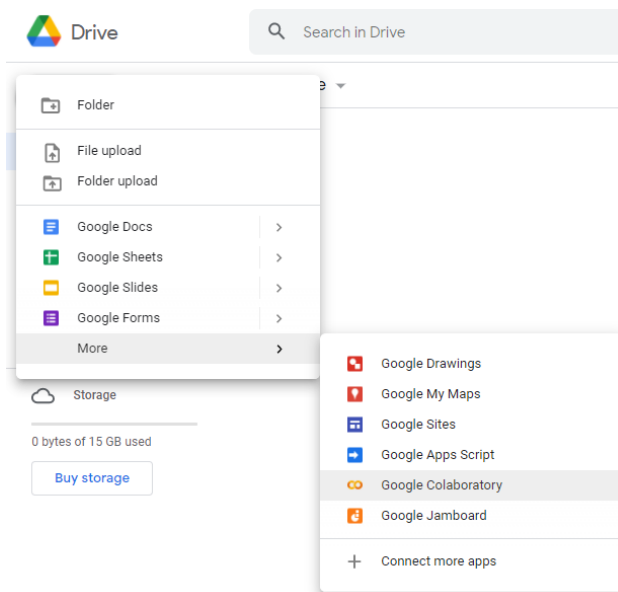 Drive
Search in Drive
e
Folder
File upload
Folder upload
Google Docs
Google Sheets
Google Slides
Google Forms
More
Storage
0 bytes of 15 GB used
Buy storage
Google Drawings
Google My Maps
Google Sites
Google Apps Script
Google Colaboratory
Google Jamboard
Connect more apps